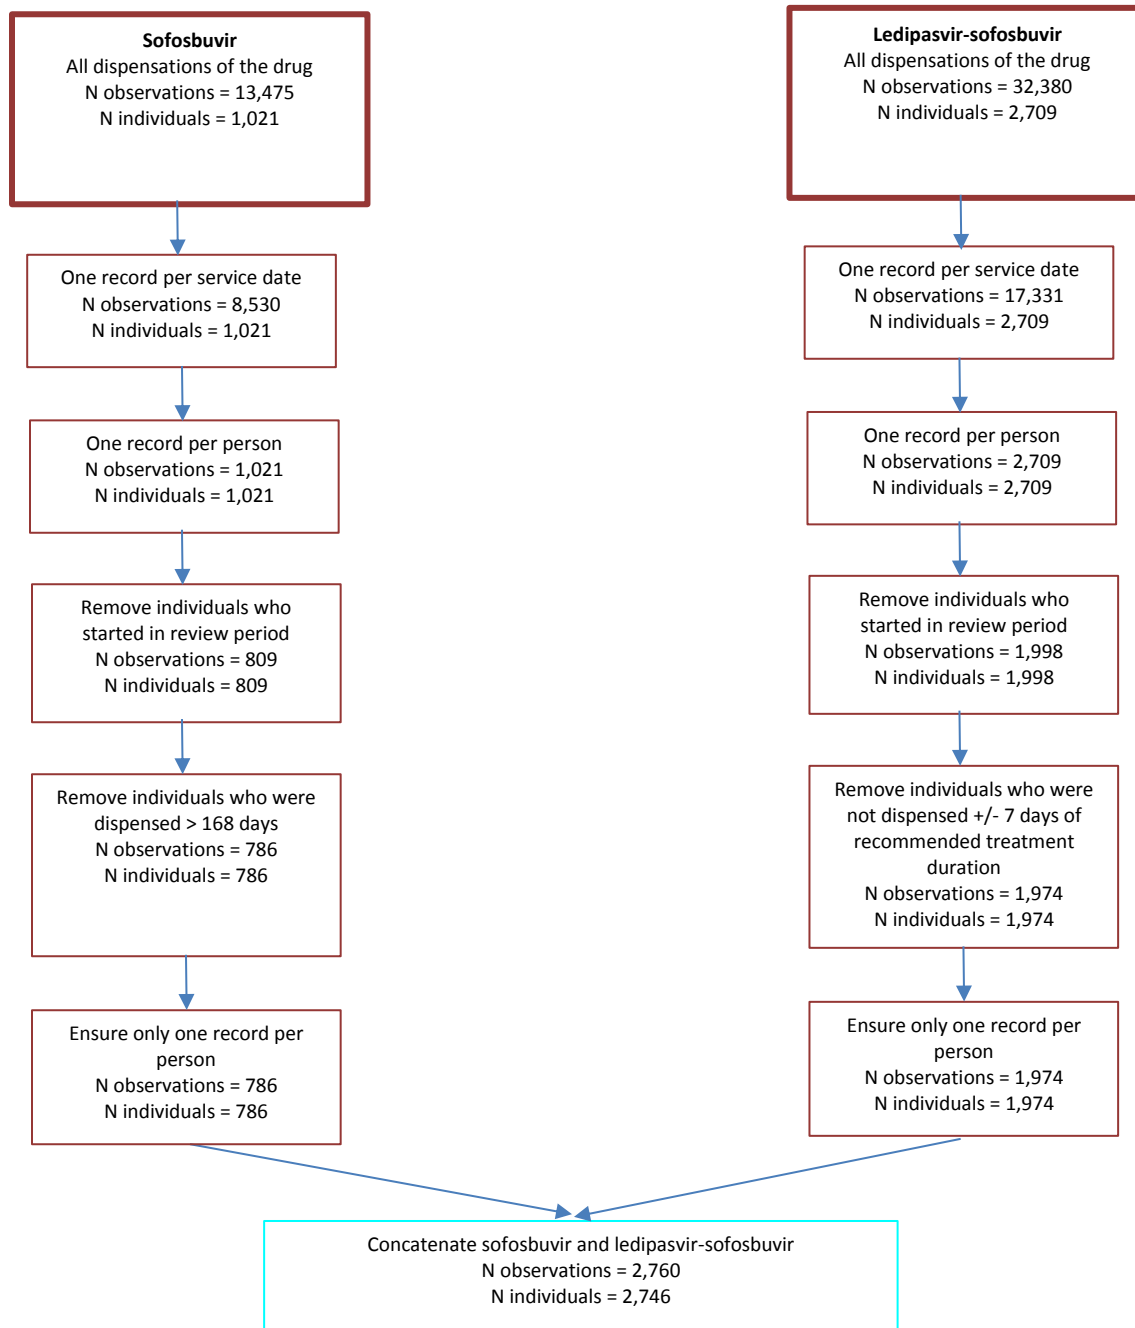 Sofosbuvir
All dispensations of the drug
N observations = 13,475
N individuals = 1,021
One record per service date
N observations = 8,530
N individuals = 1,021
One record per person
N observations = 1,021
N individuals = 1,021
Remove individuals who
started in review period
N observations = 809
N individuals = 809
Remove individuals who were
dispensed > 168 days
N observations = 786
N individuals = 786
Ensure only one record per
person
N observations = 786
N individuals = 786
Ledipasvir-sofosbuvir
All dispensations of the drug
N observations = 32,380
N individuals = 2,709
One record per service date
N observations = 17,331
N individuals = 2,709
One record per person
N observations = 2,709
N individuals = 2,709
Remove individuals who
started in review period
N observations = 1,998
N individuals = 1,998
Remove individuals who were
not dispensed +/- 7 days of
recommended treatment
duration
N observations = 1,974
N individuals = 1,974
Ensure only one record per
person
N observations = 1,974
N individuals = 1,974
Concatenate sofosbuvir and ledipasvir-sofosbuvir
N observations = 2,760
N individuals = 2,746